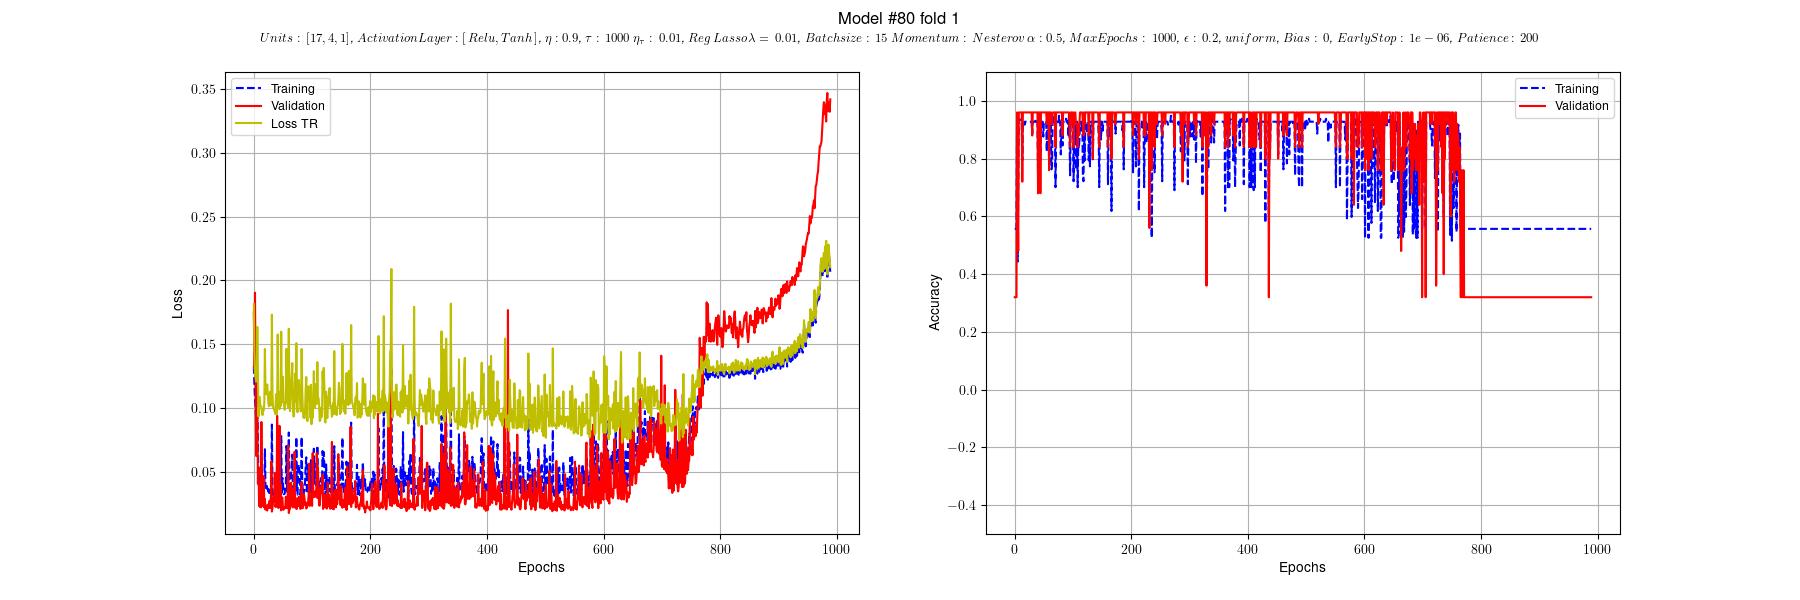 Model #80 fold 1
Units : [17, 4, 1], ActivationLayer : [Relu, Tanh], η : 0.9, τ : 1000 ητ : 0.01, Reg Lassoλ = 0.01, Batchsize : 15 Momentum : Nesterov α : 0.5, MaxEpochs : 1000, ϵ : 0.2, uniform, Bias : 0, EarlyStop : 1e − 06, Patience : 200
Loss
0.35
0.30
0.25
0.20
0.15
0.10
0.05
Training
Validation
Loss TR
0 200 400 600 800 1000
Epochs
Accuracy
1.0
0.8
0.6
0.4
0.2
0.0
−0.2
−0.4
Training
Validation
0 200 400 600 800 1000
Epochs